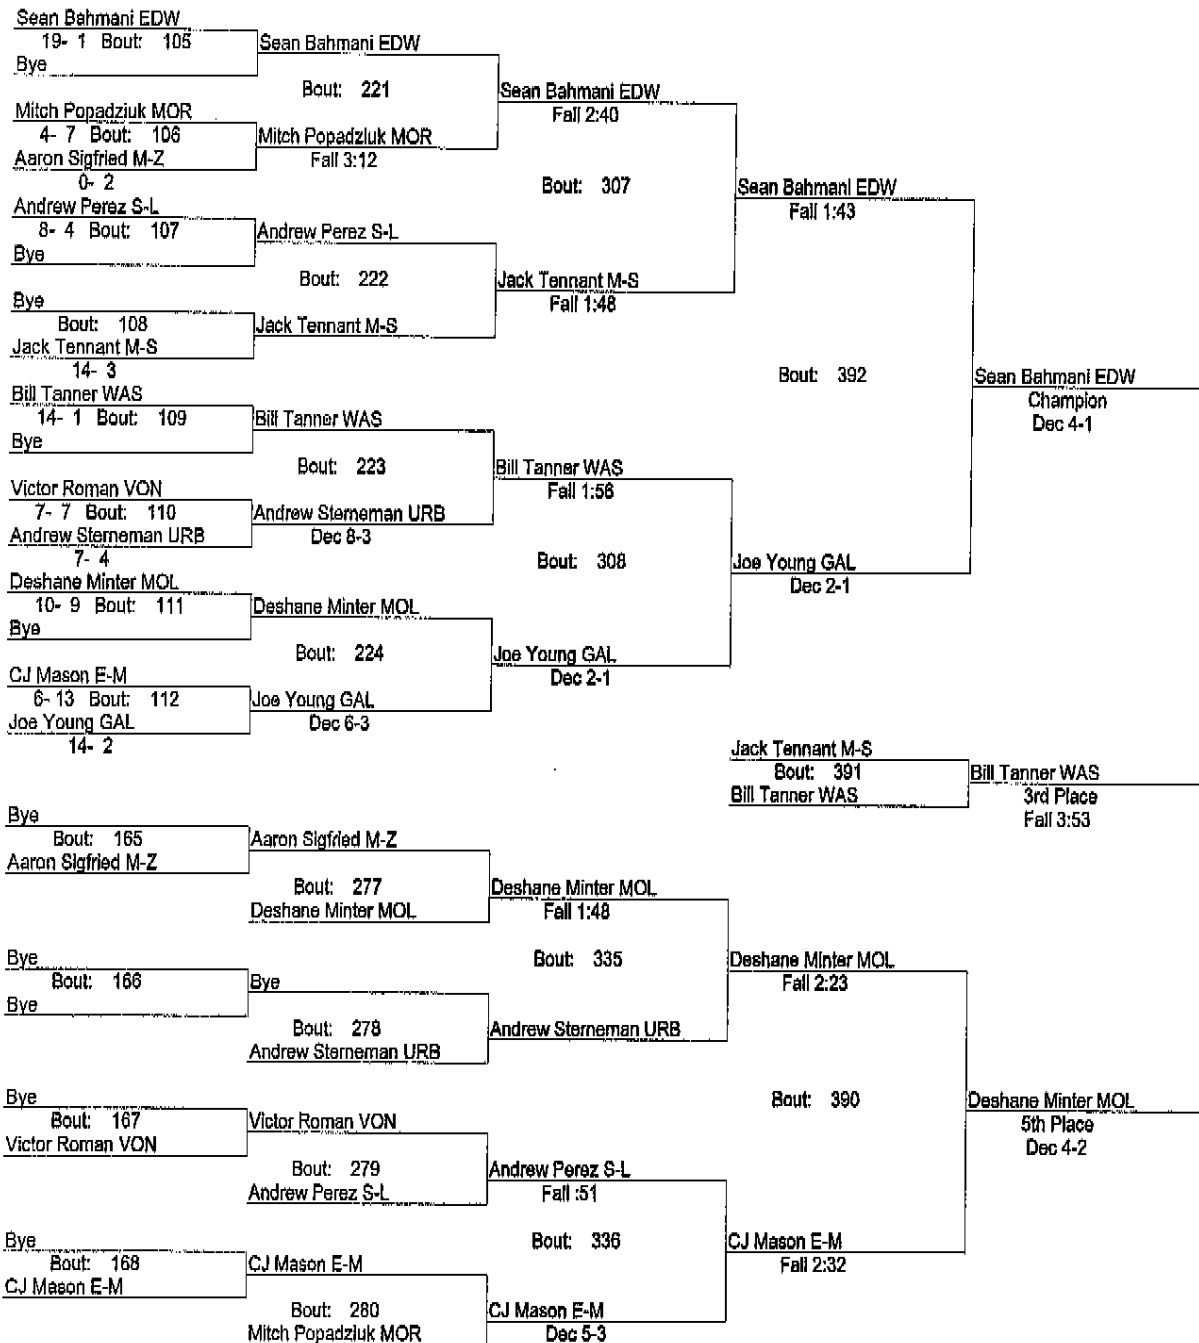 Sean Bahmani EDW
19- 1 Bout: 105
Bye
Sean Bahmani EDW
Bout: 221
Mitch Popadziuk MOR
4- 7 Bout: 106
Aaron Sigfried M-Z
0- 2
Mitch Popadziuk MOR
Fall 3:12
Sean Bahmani EDW
Fall 2:40
Bout: 307
Andrew Perez S-L
8- 4 Bout: 107
Bye
Andrew Perez S-L
Bout: 222
Bye
Bout: 108
Jack Tennant M-S
14- 3
Jack Tennant M-S
Jack Tennant M-S
Fall 1:48
Sean Bahmani EDW
Fall 1:43
Bout: 392
Sean Bahmani EDW
Champion
Dec 4-1
Bill Tanner WAS
14- 1 Bout: 109
Bye
Bill Tanner WAS
Bout: 223
Victor Roman VON
7- 7 Bout: 110
Andrew Sterneman URB
7- 4
Andrew Sterneman URB
Dec 8-3
Bill Tanner WAS
Fall 1:56
Bout: 308
Deshane Minter MOL
10- 9 Bout: 111
Bye
Deshane Minter MOL
Bout: 224
CJ Mason E-M
6- 13 Bout: 112
Joe Young GAL
14- 2
Joe Young GAL
Dec 6-3
Joe Young GAL
Dec 2-1
Joe Young GAL
Dec 2-1
Jack Tennant M-S
Bout: 391
Bill Tanner WAS
Bill Tanner WAS
3rd Place
Fall 3:53
Bye
Bout: 165
Aaron Sigfried M-Z
Aaron Sigfried M-Z
Bout: 277
Deshane Minter MOL
Deshane Minter MOL
Fall 1:48
Bout: 335
Bye
Bout: 166
Bye
Bye
Bout: 278
Andrew Sterneman URB
Andrew Sterneman URB
Deshane Minter MOL
Fall 2:23
Bout: 390
Deshane Minter MOL
5th Place
Dec 4-2
Bye
Bout: 167
Victor Roman VON
Victor Roman VON
Bout: 279
Andrew Perez S-L
Andrew Perez S-L
Fall :51
Bout: 336
Bye
Bout: 168
CJ Mason E-M
CJ Mason E-M
Bout: 280
Mitch Popadziuk MOR
CJ Mason E-M
Dec 5-3
CJ Mason E-M
Fall 2:32